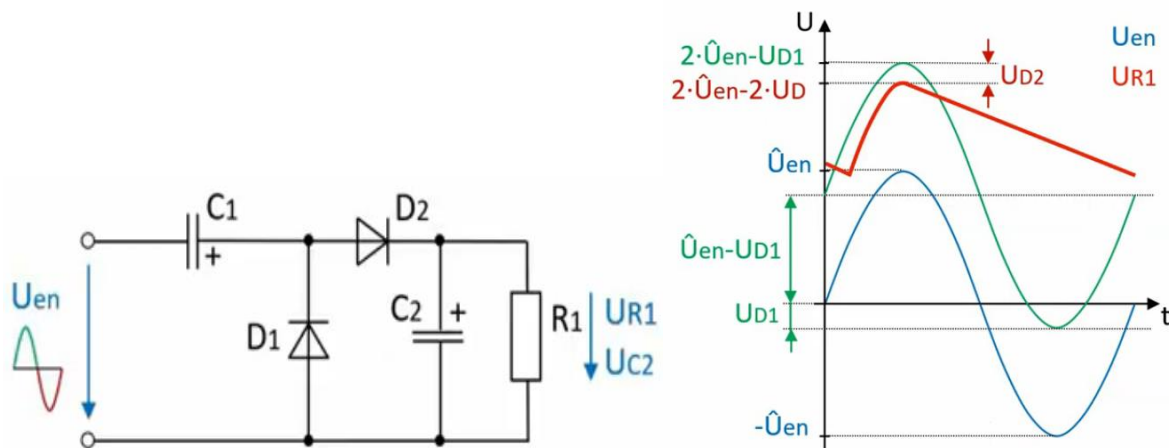 C1
+
D2
Uen
D1
C2
+
R1
UR1
UC2
U
2·Ûen-UD1
2·Ûen-2·UD
UD2
Uen
UR1
Ûen
Ûen-UD1
UD1
t
-Ûen